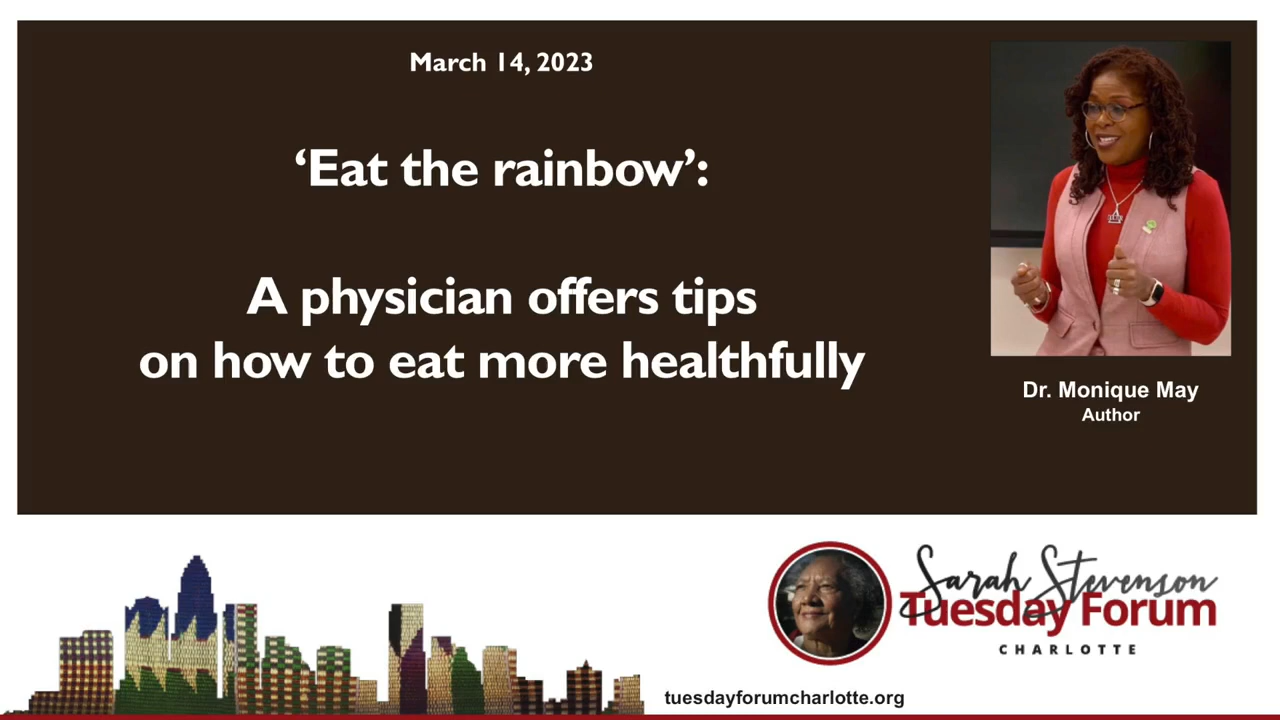 March 14, 2023
‘Eat the rainbow’:
A physician offers tips
on how to eat more healthfully
Dr. Monique May
Author
Sarah Stevenson
Tuesday Forum
CHARLOTTE
tuesdayforumcharlotte.org